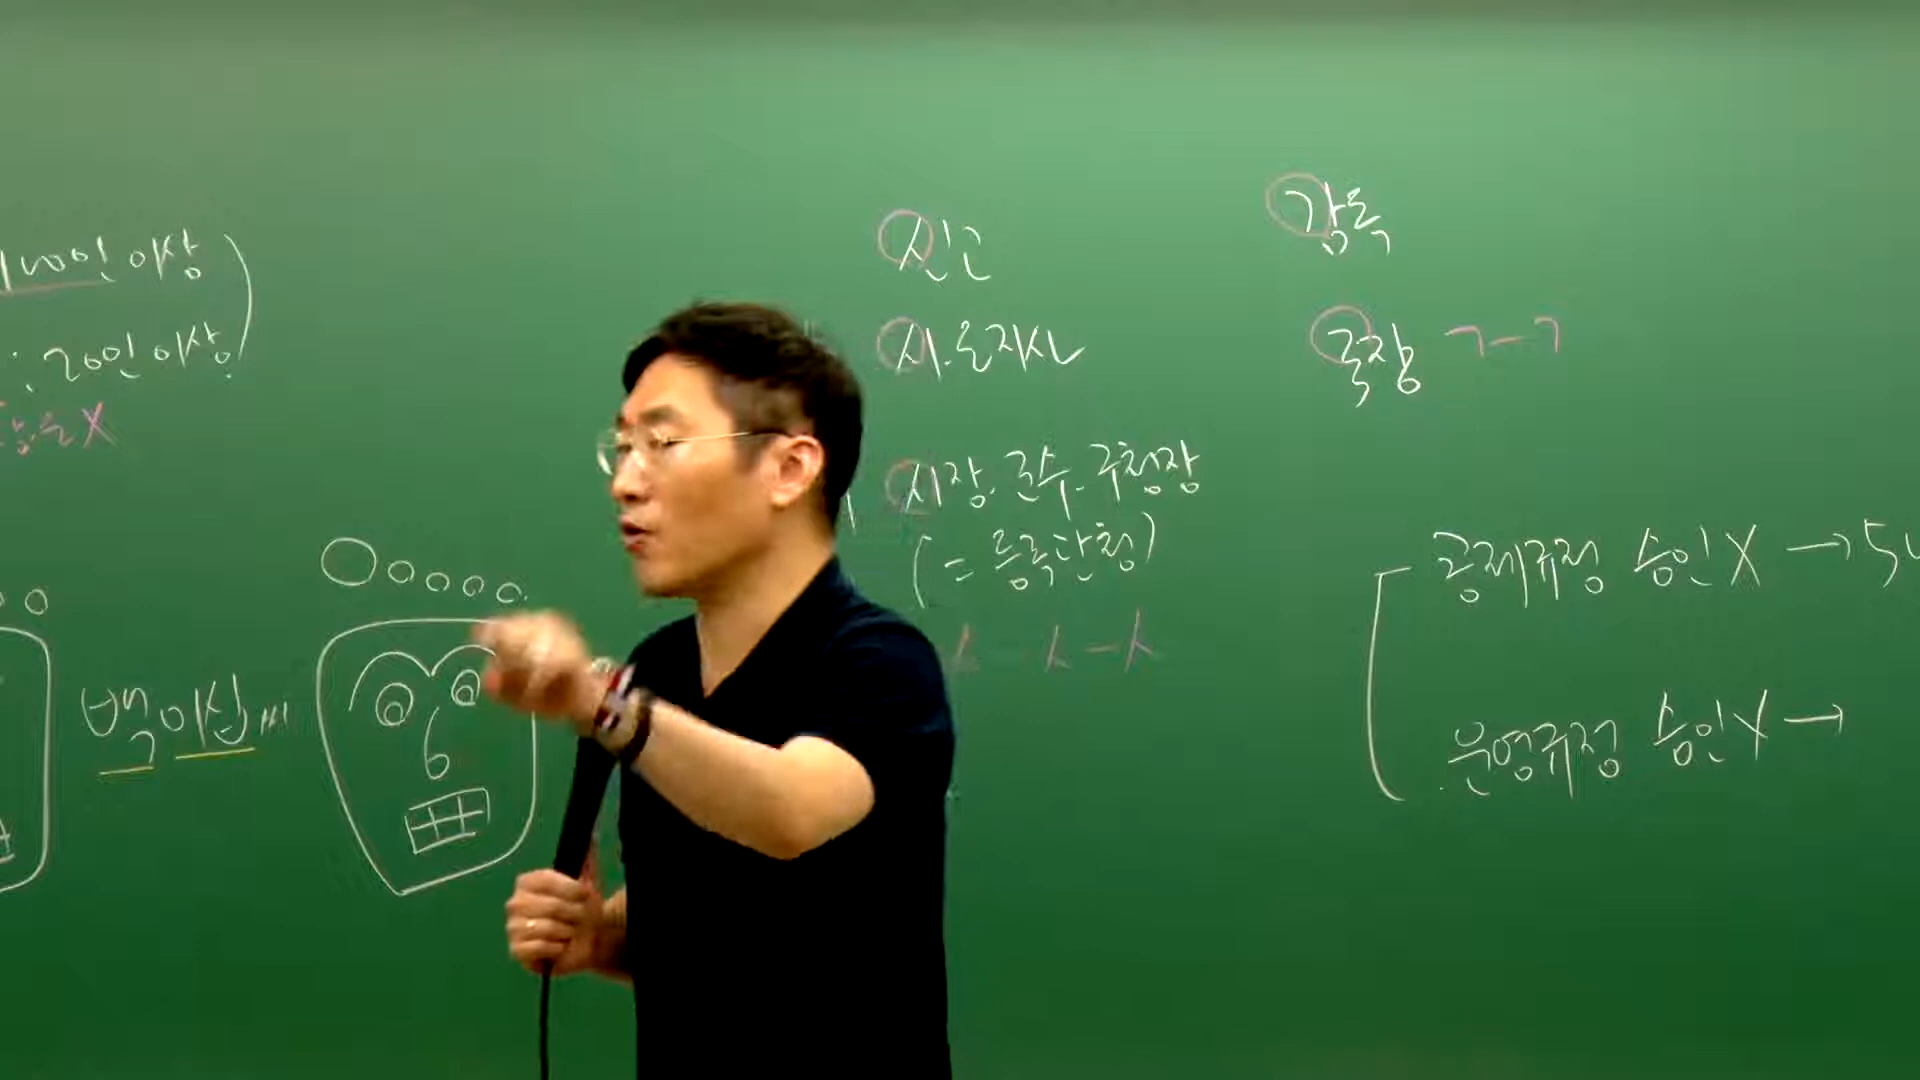 100인 이상)
: 20인 이상
X
백 이상
신고
시·도지사
시장·군수·구청장
(= 등록관청)
ㅅ-ㅅ-ㅅ
감독
국장 ㄱ-ㄱ
공제규정 승인X → 5
운영규정 승인X →